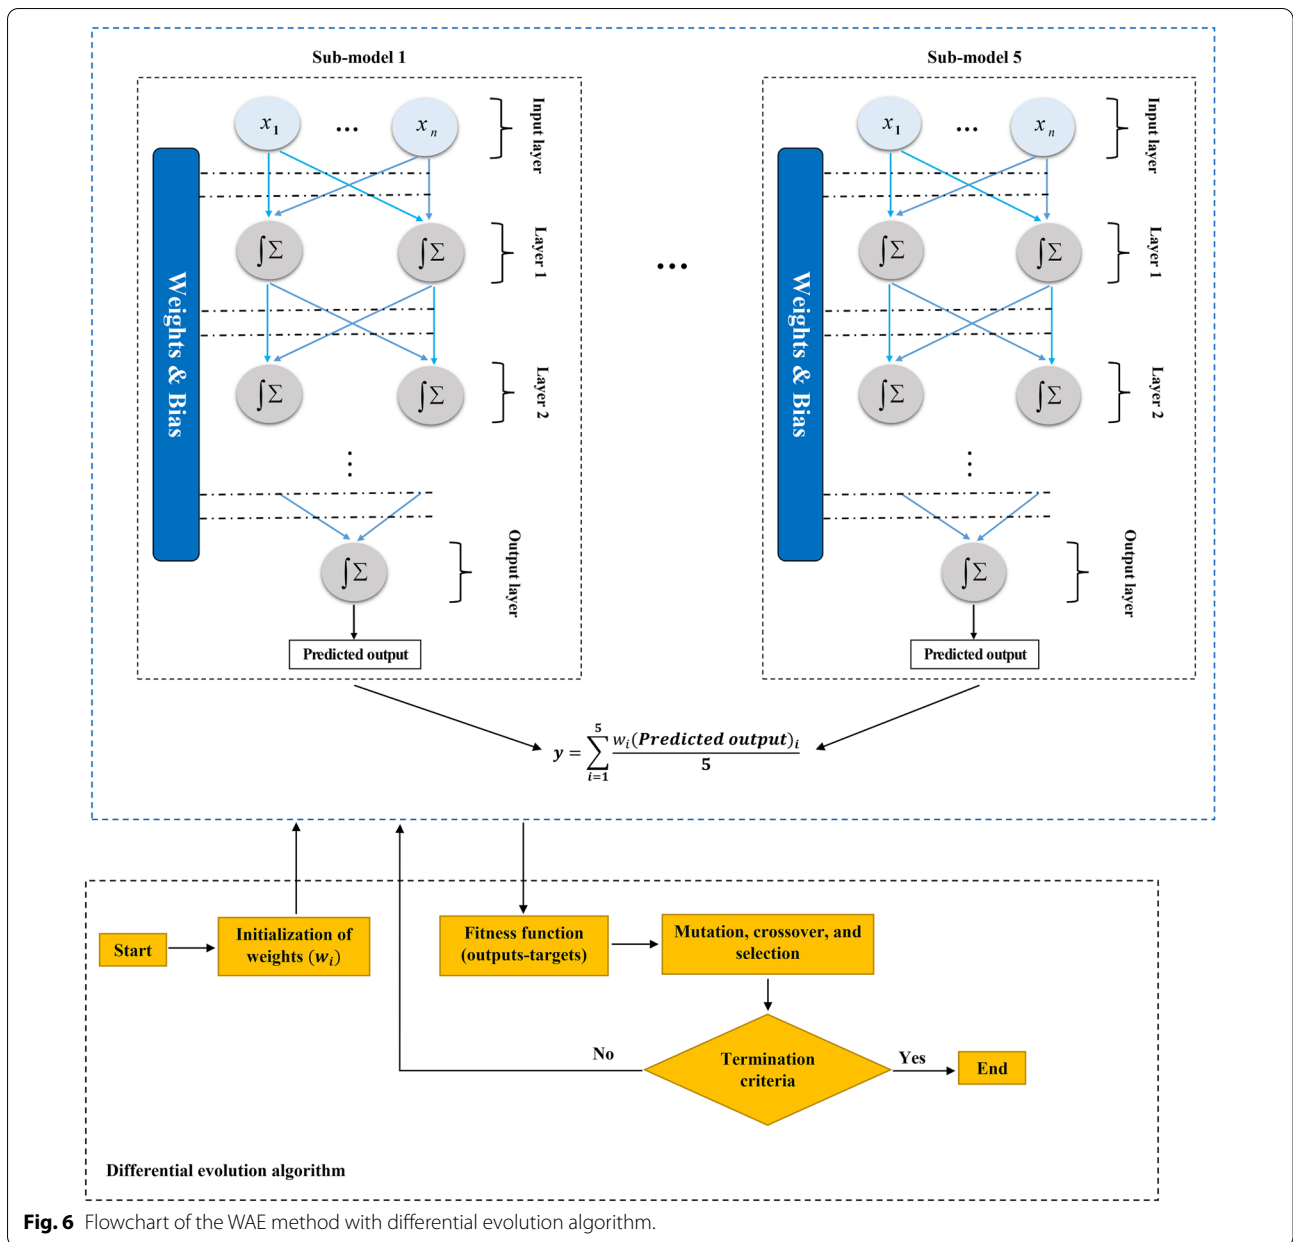 Sub-model 1
x1 ... xn
Input layer
Weights & Bias
∫Σ ∫Σ
Layer 1
∫Σ ∫Σ
Layer 2
⋮
∫Σ
Output layer
Predicted output
...
Sub-model 5
x1 ... xn
Input layer
Weights & Bias
∫Σ ∫Σ
Layer 1
∫Σ ∫Σ
Layer 2
⋮
∫Σ
Output layer
Predicted output
y = ∑_{i=1}^{5} w_i(Predicted output)_i / 5
Start
Initialization of
weights (w_i)
Fitness function
(outputs-targets)
Mutation, crossover, and
selection
Termination
criteria
No
Yes
End
Differential evolution algorithm
Fig. 6 Flowchart of the WAE method with differential evolution algorithm.